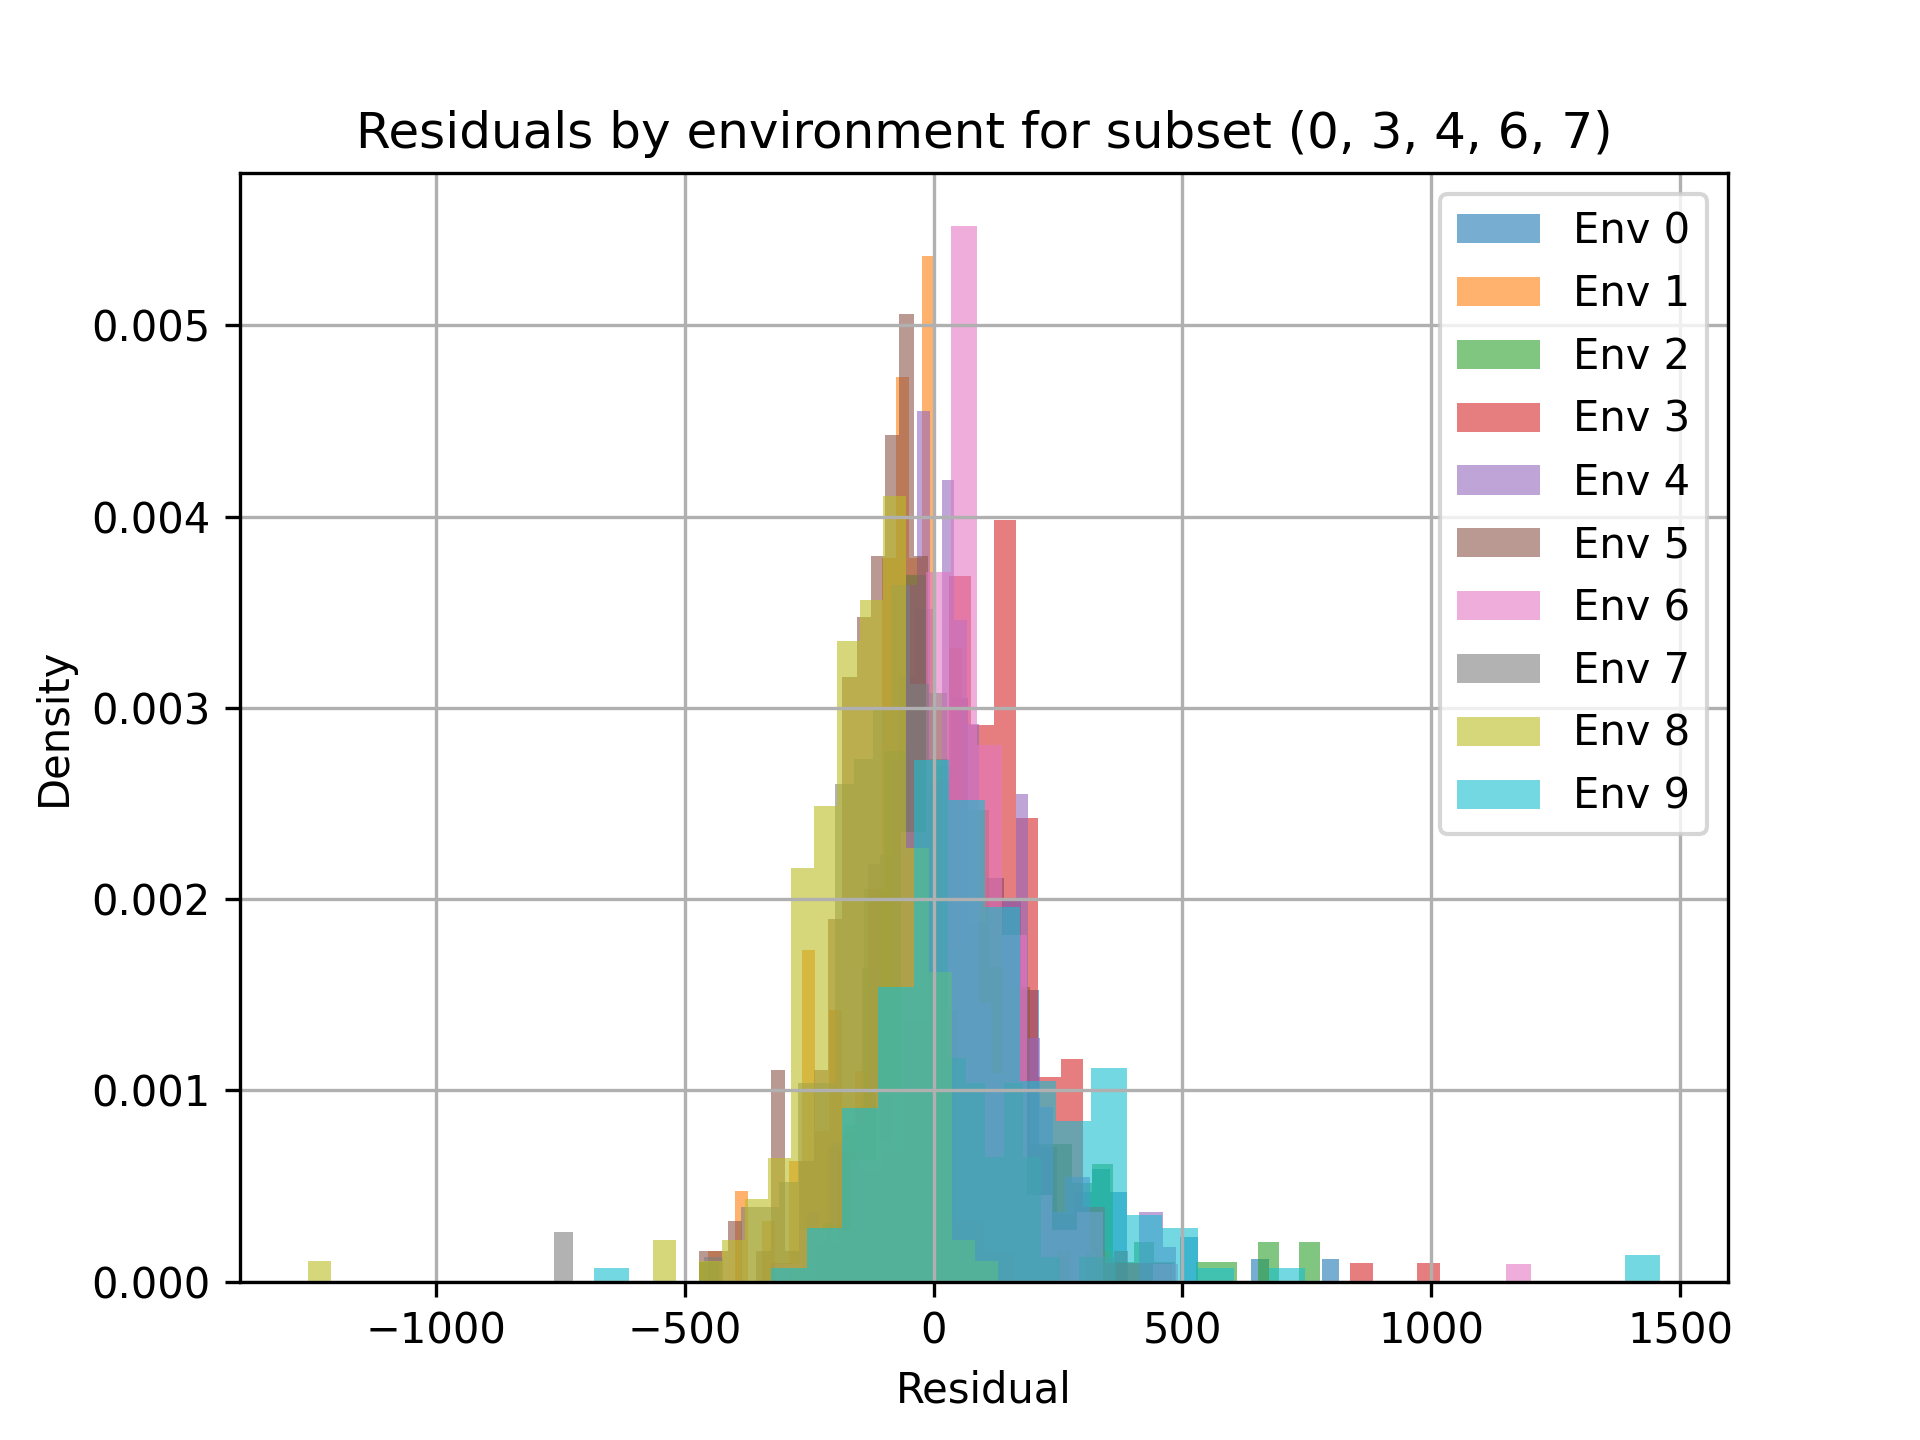 Residuals by environment for subset (0, 3, 4, 6, 7)
Env 0
Env 1
Env 2
Env 3
Env 4
Env 5
Env 6
Env 7
Env 8
Env 9
Density
0.005
0.004
0.003
0.002
0.001
0.000
−1000 −500 0 500 1000 1500
Residual